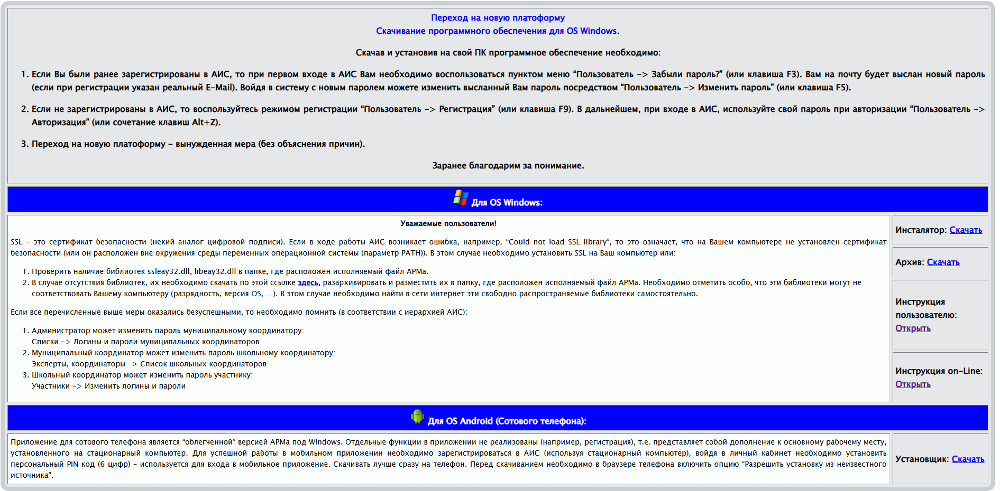 Переход на новую платоформу
Скачивание программного обеспечения для OS Windows.
Скачав и установив на свой ПК программное обеспечение необходимо:
1. Если Вы были ранее зарегистрированы в АИС, то при первом входе в АИС Вам необходимо воспользоваться пунктом меню “Пользователь -> Забыли пароль?” (или клавиша F3). Вам на почту будет выслан новый пароль
(если при регистрации указан реальный E-Mail). Войдя в систему с новым паролем можете изменить высланный Вам пароль посредством “Пользователь -> Изменить пароль” (или клавиша F5).
2. Если не зарегистрированы в АИС, то воспользуйтесь режимом регистрации “Пользователь -> Регистрация” (или клавиша F9). В дальнейшем, при входе в АИС, используйте свой пароль при авторизации “Пользователь ->
Авторизация” (или сочетание клавиш Alt+Z).
3. Переход на новую платоформу - вынужденная мера (без объяснения причин).
Заранее благодарим за понимание.
Для OS Windows:
Уважаемые пользователи!
SSL - это сертификат безопасности (некий аналог цифровой подписи). Если в ходе работы АИС возникает ошибка, например, “Could not load SSL library”, то это означает, что на Вашем компьютере не установлен сертификат
безопасности (или он расположен вне окружения среды переменных операционной системы (параметр PATH)). В этом случае необходимо установить SSL на Ваш компьютер или:
1. Проверить наличие библиотек ssleay32.dll, libeay32.dll в папке, где расположен исполняемый файл АРМа.
2. В случае отсутствия библиотек, их необходимо скачать по этой ссылке здесь, разархивировать и разместить их в папку, где расположен исполняемый файл АРМа. Необходимо отметить особо, что эти библиотеки могут не
соответствовать Вашему компьютеру (разрядность, версия OS, ...). В этом случае необходимо найти в сети интернет эти свободно распространяемые библиотеки самостоятельно.
Если все перечисленные выше меры оказались безуспешными, то необходимо помнить (в соответствии с иерархией АИС):
1. Администратор может изменить пароль муниципальному координатору:
Списки -> Логины и пароли муниципальных координаторов
2. Муниципальный координатор может изменить пароль школьному координатору:
Эксперты, координаторы -> Список школьных координаторов
3. Школьный координатор может изменить пароль участнику:
Участники -> Изменить логины и пароли
Инсталятор: Скачать
Архив: Скачать
Инструкция
пользователю:
Открыть
Инструкция on-Line:
Открыть
Для OS Android (Сотового телефона):
Приложение для сотового телефона является “облегченной” версией АРМа под Windows. Отдельные функции в приложении не реализованы (например, регистрация), т.е. представляет собой дополнение к основному рабочему месту,
установленного на стационарный компьютер. Для успешной работы в мобильном приложении необходимо зарегистрироваться в АИС (используя стационарный компьютер), войдя в личный кабинет необходимо установить
персональный PIN код (6 цифр) - используется для входа в мобильное приложение. Скачивать лучше сразу на телефон. Перед скачиванием необходимо в браузере телефона включить опцию “Разрешить установку из неизвестного
источника”.
Установщик: Скачать